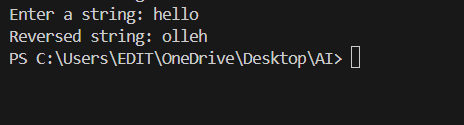 Enter a string: hello
Reversed string: olleh
PS C:\Users\EDIT\OneDrive\Desktop\AI>